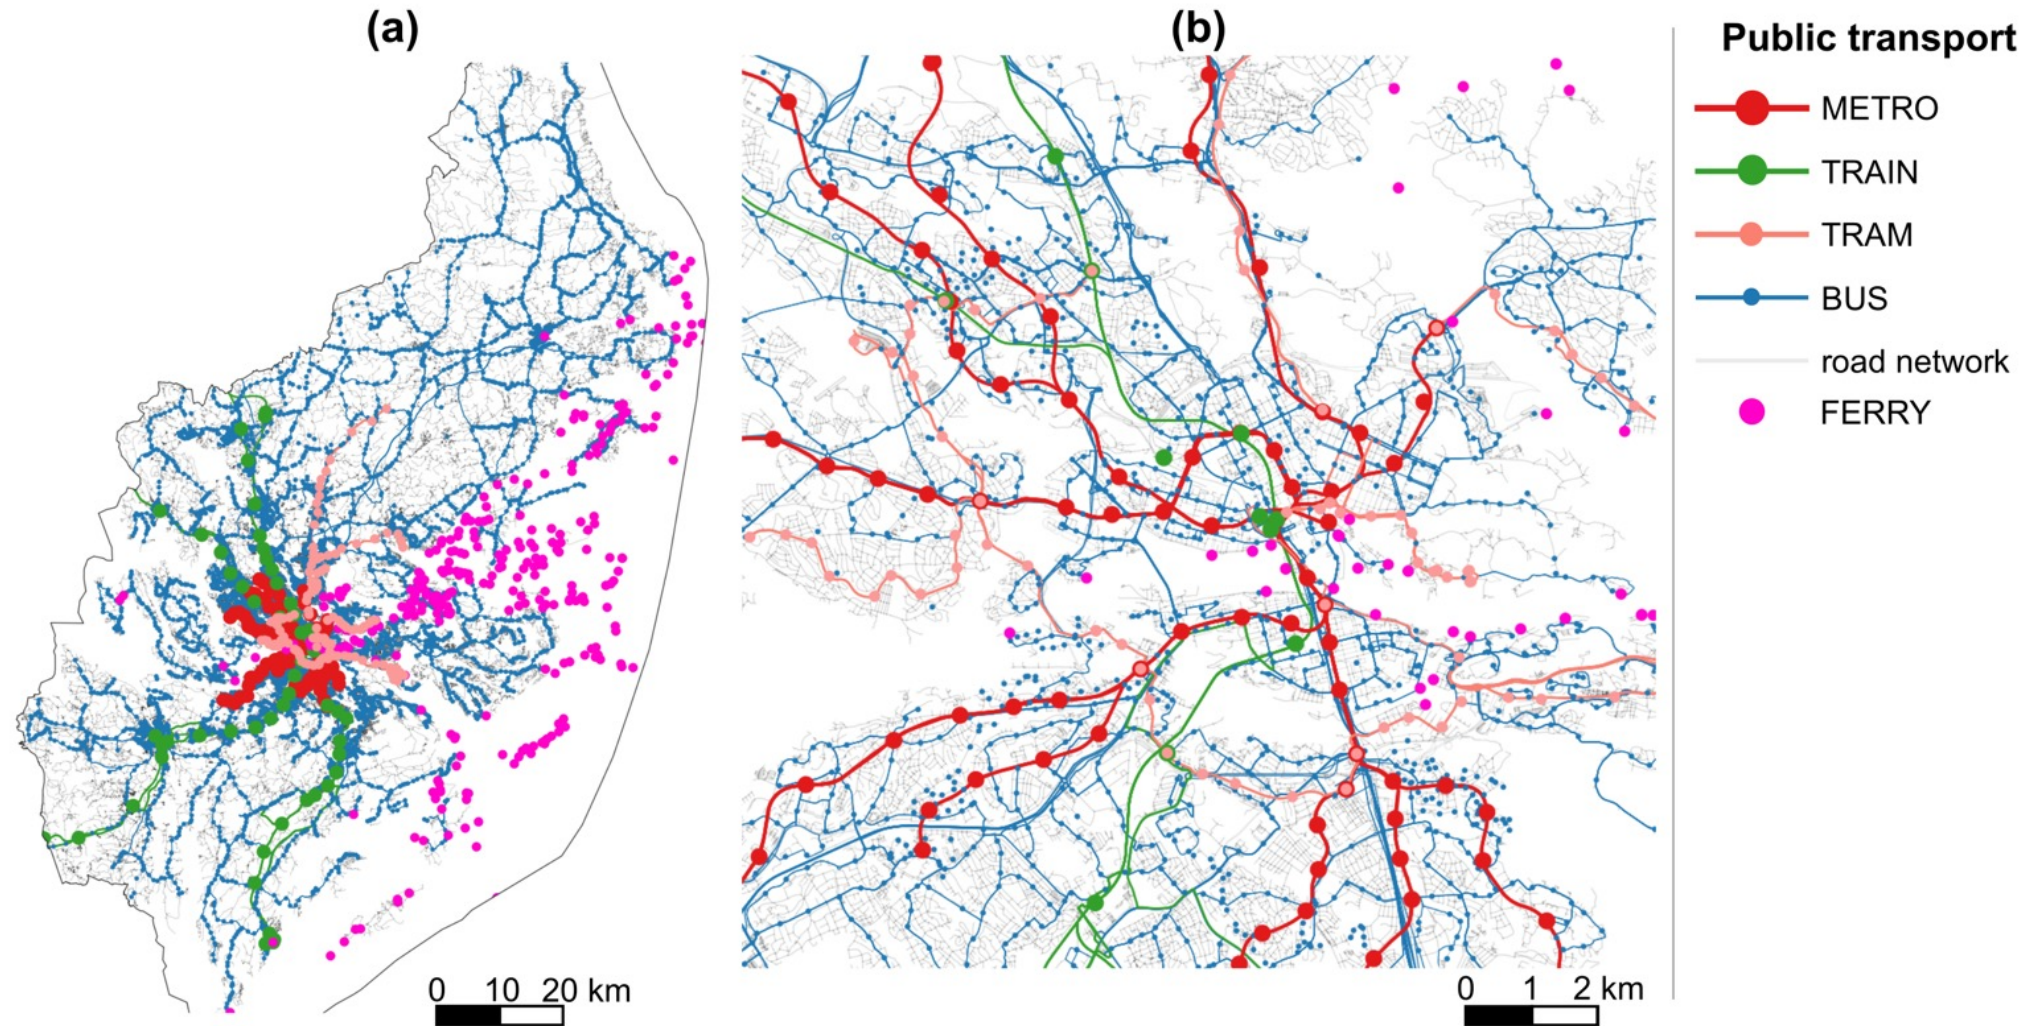 (a)
(b)
Public transport
METRO
TRAIN
TRAM
BUS
road network
FERRY
0 10 20 km
0 1 2 km